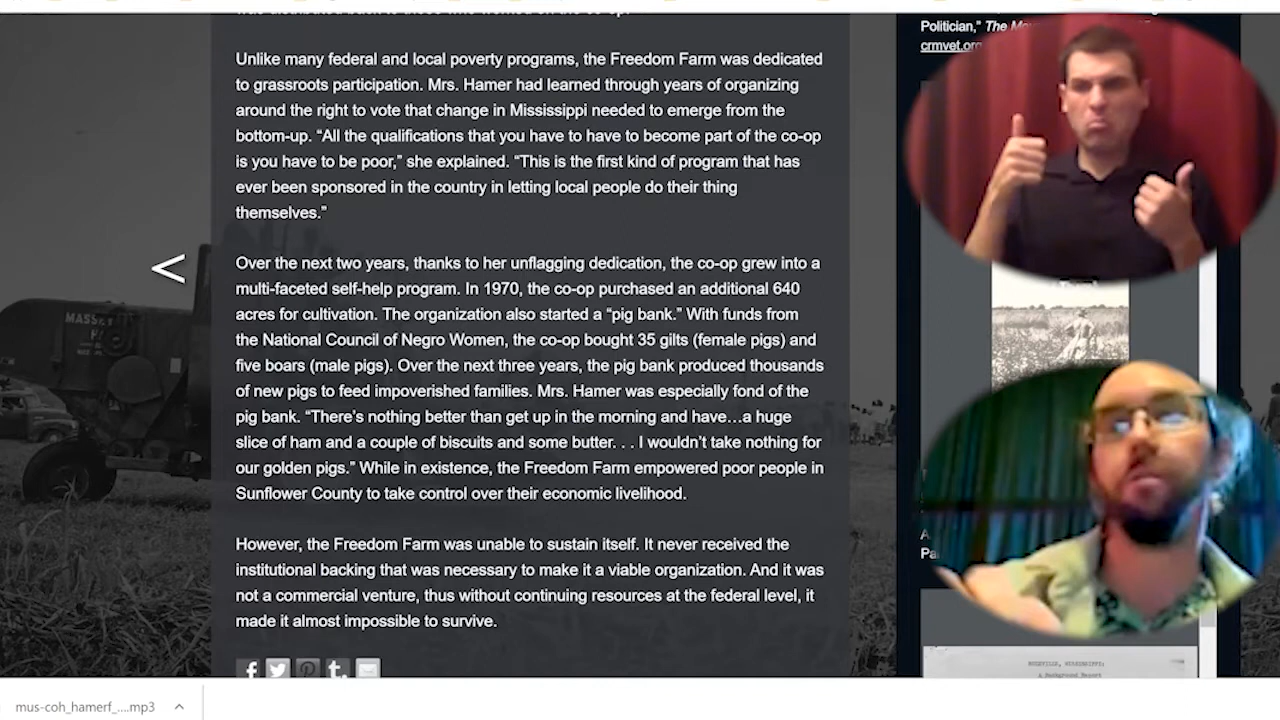 Unlike many federal and local poverty programs, the Freedom Farm was dedicated
to grassroots participation. Mrs. Hamer had learned through years of organizing
around the right to vote that change in Mississippi needed to emerge from the
bottom-up. “All the qualifications that you have to have to become part of the co-op
is you have to be poor,” she explained. “This is the first kind of program that has
ever been sponsored in the country in letting local people do their thing
themselves.”
Over the next two years, thanks to her unflagging dedication, the co-op grew into a
multi-faceted self-help program. In 1970, the co-op purchased an additional 640
acres for cultivation. The organization also started a “pig bank.” With funds from
the National Council of Negro Women, the co-op bought 35 gilts (female pigs) and
five boars (male pigs). Over the next three years, the pig bank produced thousands
of new pigs to feed impoverished families. Mrs. Hamer was especially fond of the
pig bank. “There’s nothing better than get up in the morning and have…a huge
slice of ham and a couple of biscuits and some butter. . . I wouldn’t take nothing for
our golden pigs.” While in existence, the Freedom Farm empowered poor people in
Sunflower County to take control over their economic livelihood.
However, the Freedom Farm was unable to sustain itself. It never received the
institutional backing that was necessary to make it a viable organization. And it was
not a commercial venture, thus without continuing resources at the federal level, it
made it almost impossible to survive.
<
Politician,” The
crmvet.org
RULEVILLE, MISSISSIPPI:
A Background Report
mus-coh_hamerf_....mp3